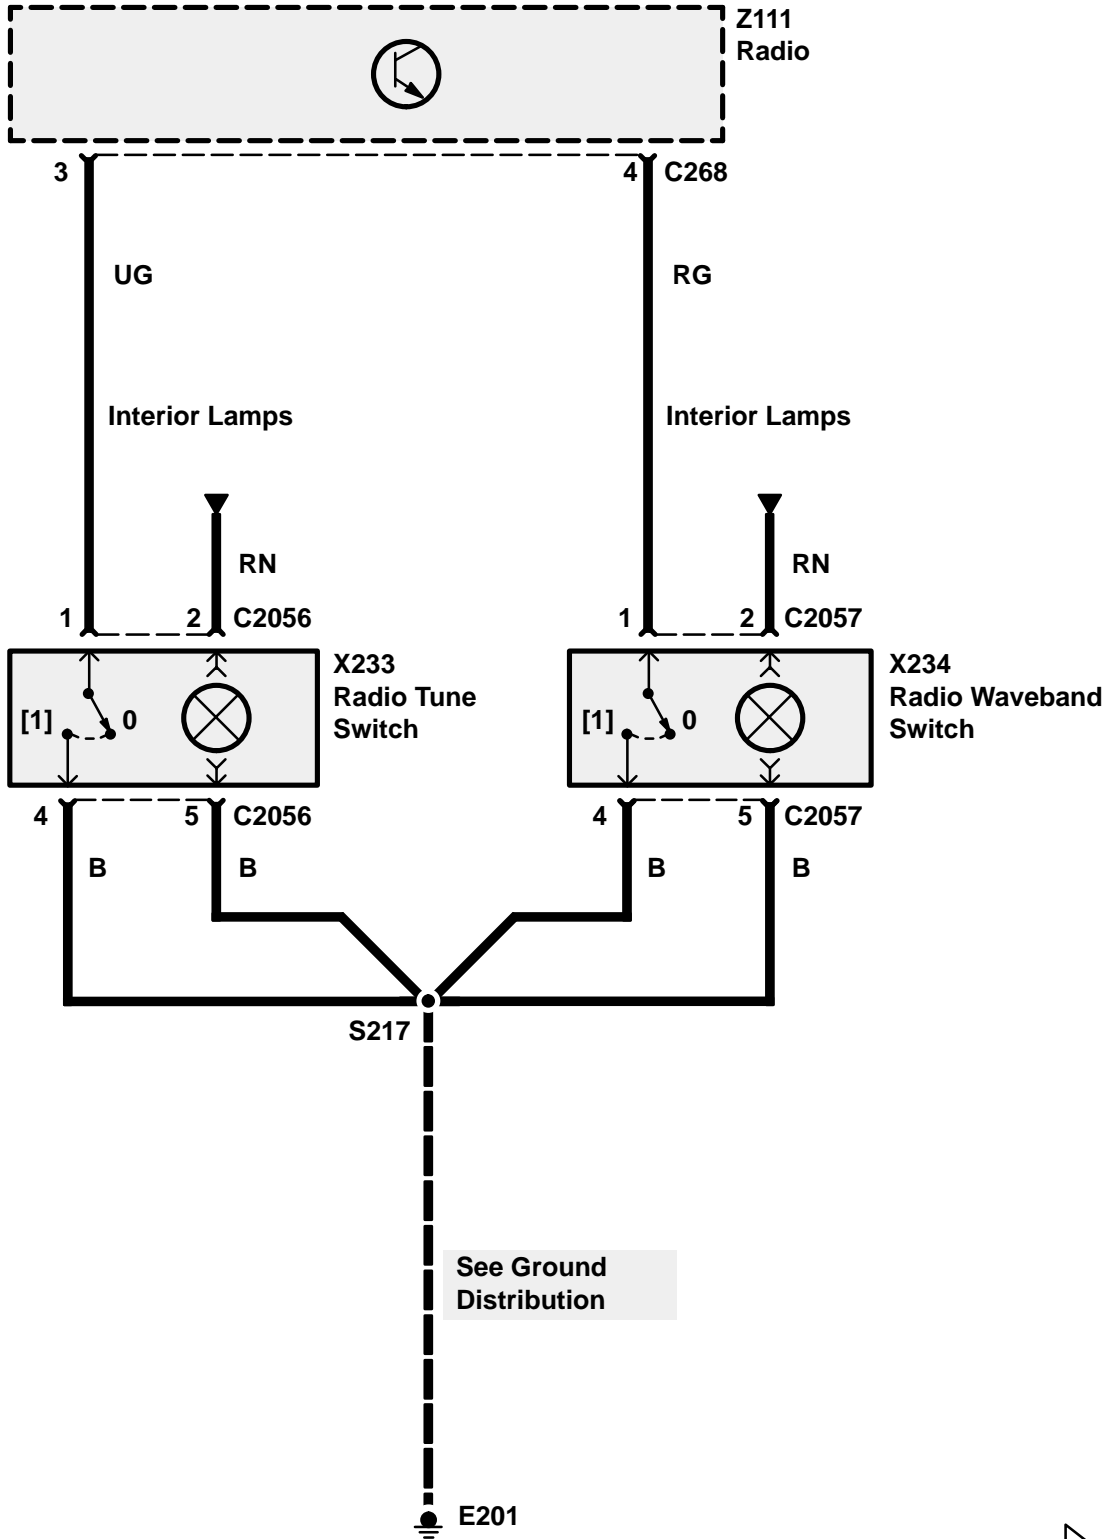 Z111
Radio
3
4
C268
UG
RG
Interior Lamps
Interior Lamps
RN
RN
1
2
C2056
1
2
C2057
X233
Radio Tune
Switch
X234
Radio Waveband
Switch
[1]
0
[1]
0
4
5
C2056
4
5
C2057
B
B
B
B
S217
See Ground
Distribution
E201